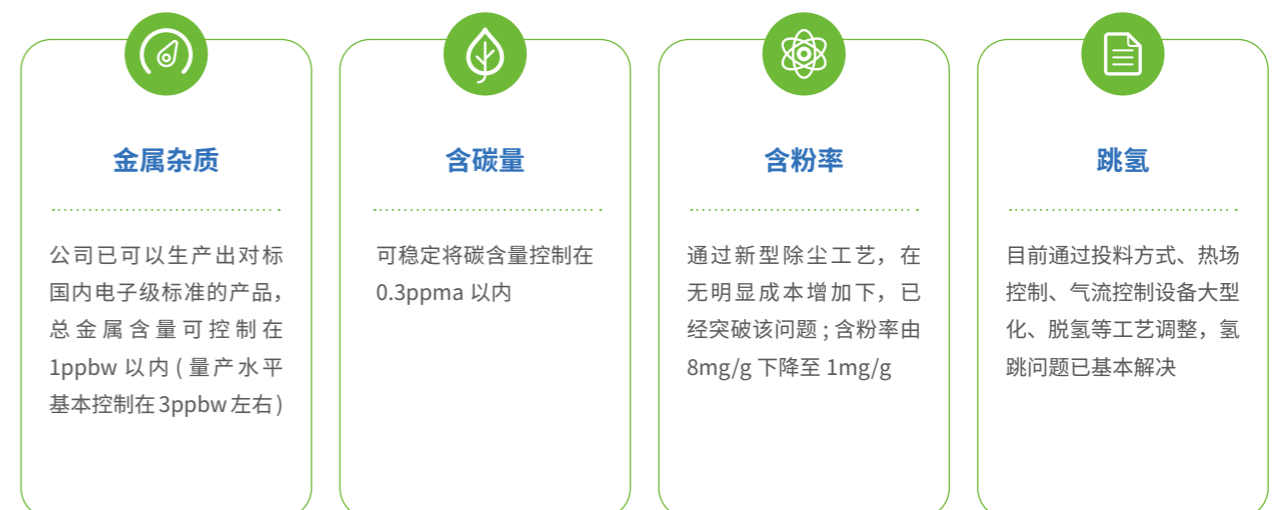 金属杂质
公司已可以生产出对标
国内电子级标准的产品，
总金属含量可控制在
1ppbw 以内 ( 量产水平
基本控制在 3ppbw 左右 )
含碳量
可稳定将碳含量控制在
0.3ppma 以内
含粉率
通过新型除尘工艺，在
无明显成本增加下，已
经突破该问题 ; 含粉率由
8mg/g 下降至 1mg/g
跳氢
目前通过投料方式、热场
控制、气流控制设备大型
化、脱氢等工艺调整，氢
跳问题已基本解决